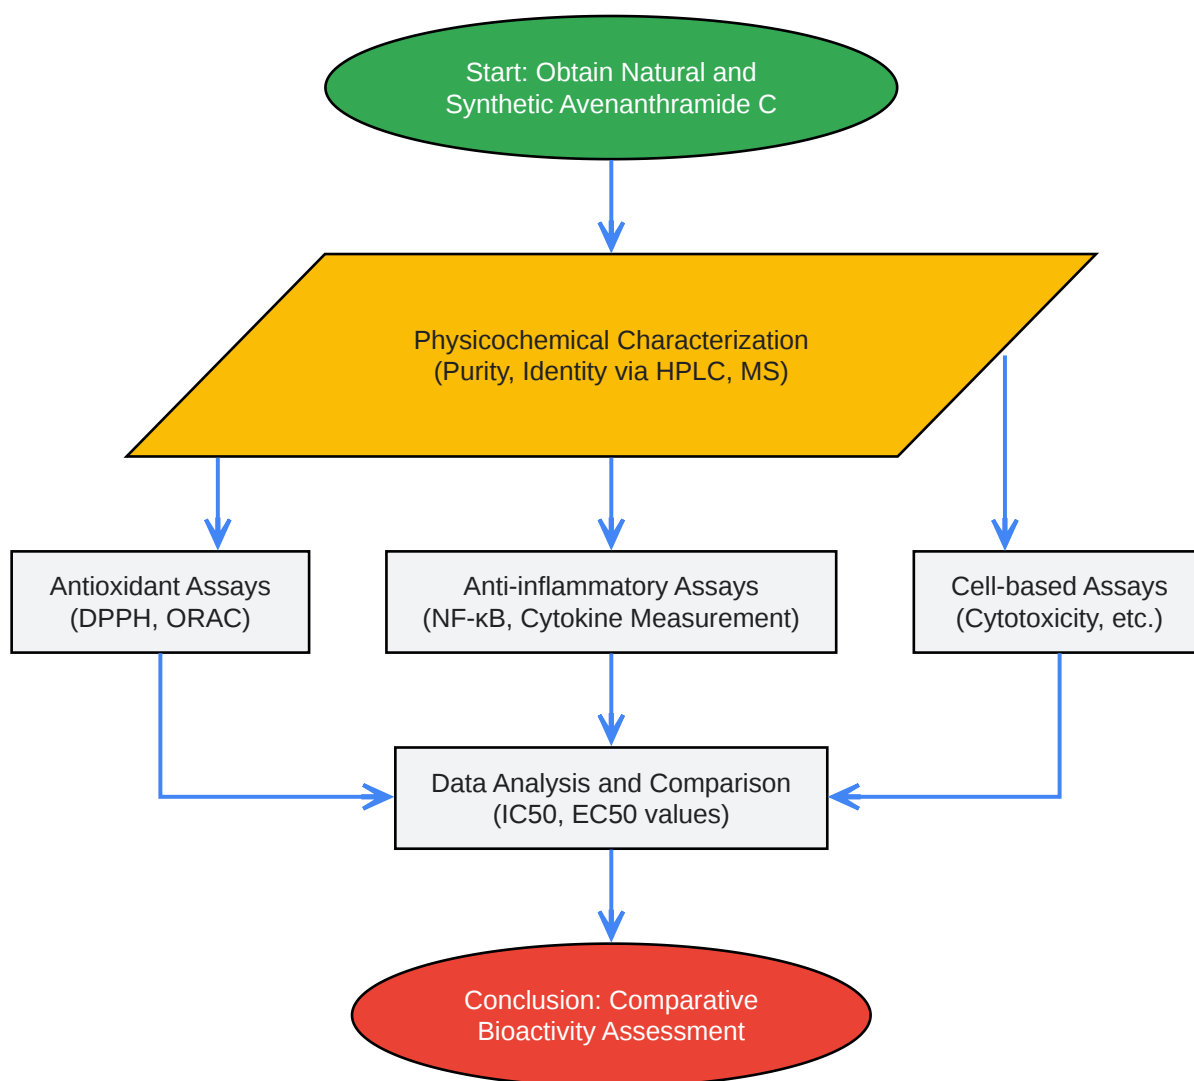 Start: Obtain Natural and
Synthetic Avenanthramide C
Physicochemical Characterization
(Purity, Identity via HPLC, MS)
Antioxidant Assays
(DPPH, ORAC)
Anti-inflammatory Assays
(NF-κB, Cytokine Measurement)
Cell-based Assays
(Cytotoxicity, etc.)
Data Analysis and Comparison
(IC50, EC50 values)
Conclusion: Comparative
Bioactivity Assessment